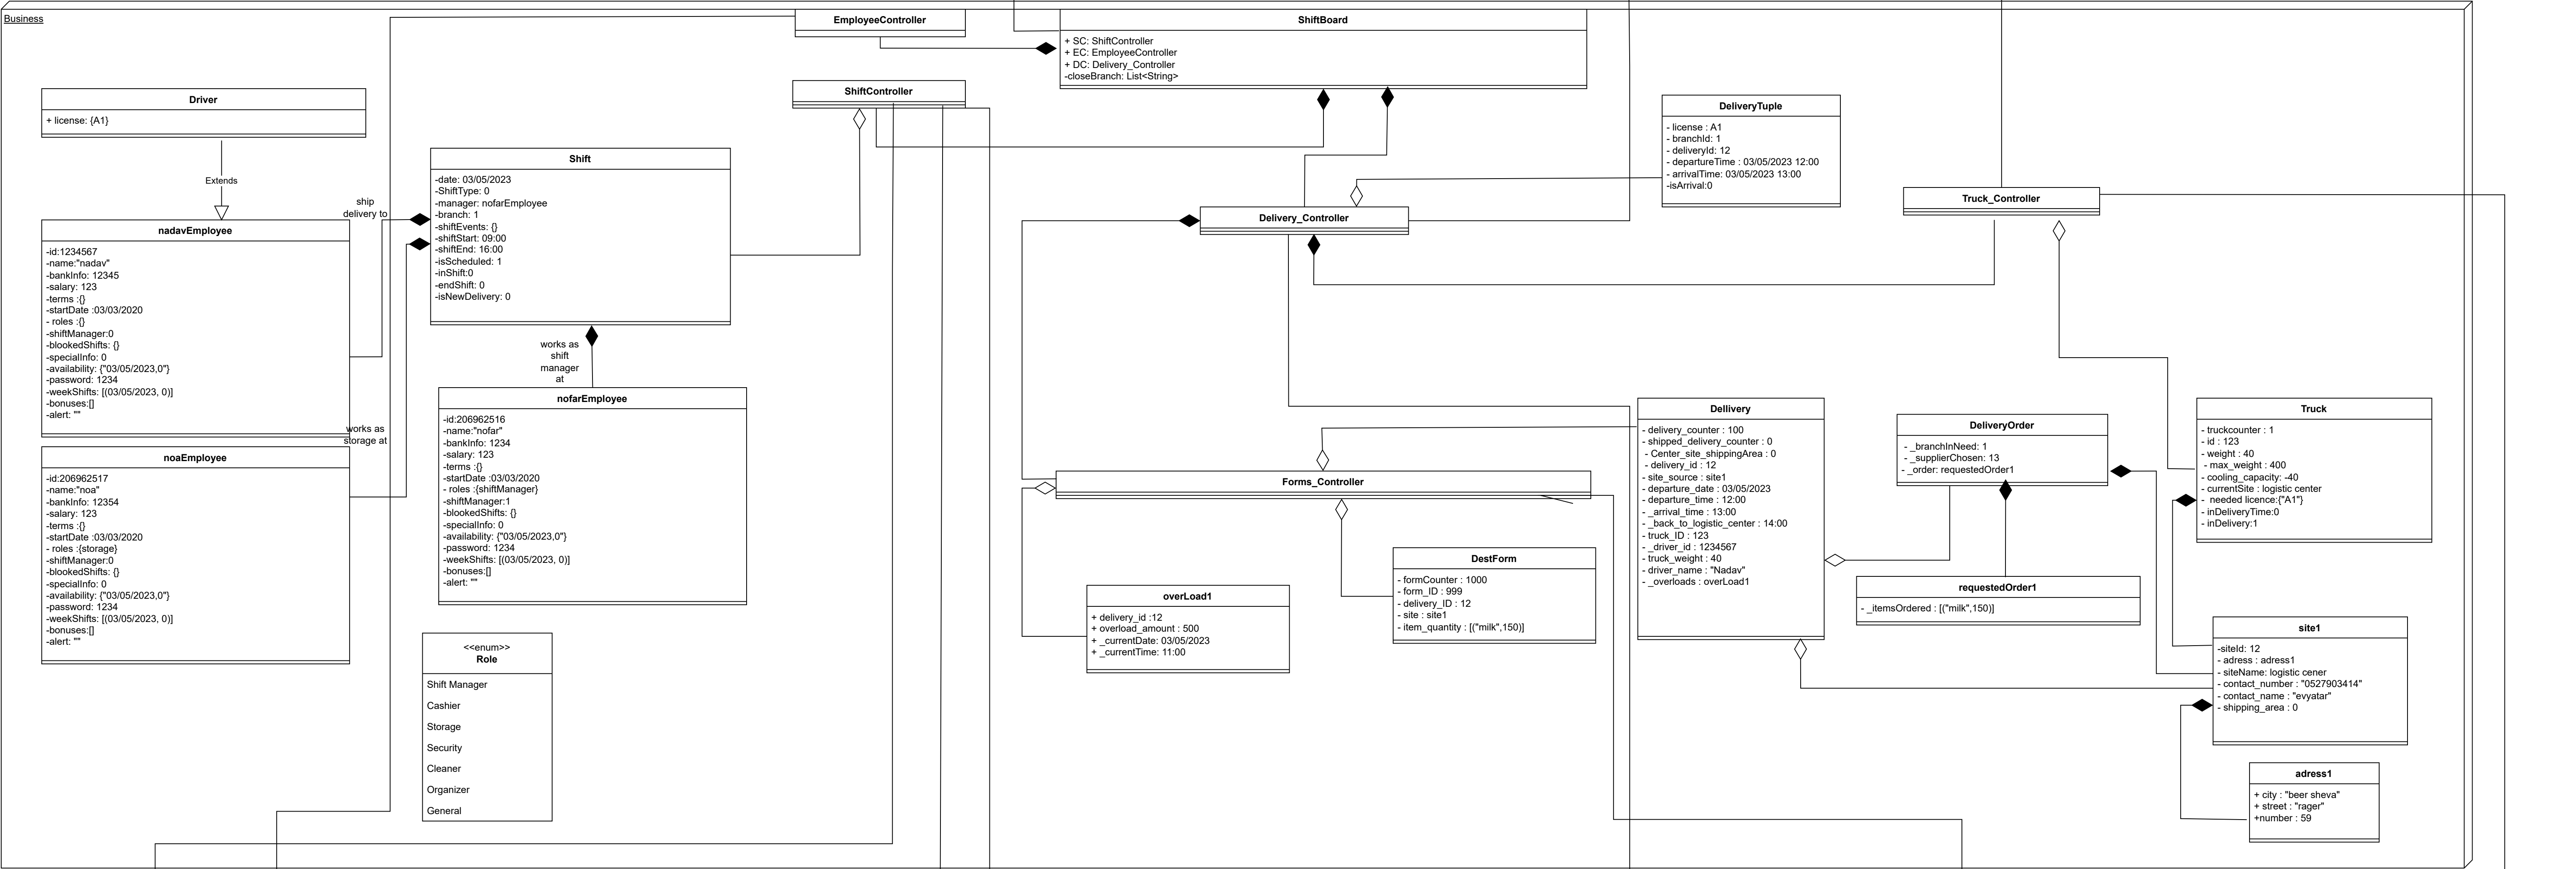 Business
EmployeeController
ShiftBoard
+ SC: ShiftController
+ EC: EmployeeController
+ DC: Delivery_Controller
-closeBranch: List<String>
ShiftController
Driver
+ license: {A1}
Extends
DeliveryTuple
- license : A1
- branchId: 1
- deliveryId: 12
- departureTime : 03/05/2023 12:00
- arrivalTime: 03/05/2023 13:00
-isArrival:0
Shift
-date: 03/05/2023
-ShiftType: 0
-manager: nofarEmployee
-branch: 1
-shiftEvents: {}
-shiftStart: 09:00
-shiftEnd: 16:00
-isScheduled: 1
-inShift:0
-endShift: 0
-isNewDelivery: 0
ship
delivery to
Delivery_Controller
Truck_Controller
nadavEmployee
-id:1234567
-name:"nadav"
-bankInfo: 12345
-salary: 123
-terms :{}
-startDate :03/03/2020
- roles :{}
-shiftManager:0
-blookedShifts: {}
-specialInfo: 0
-availability: {"03/05/2023,0"}
-password: 1234
-weekShifts: [(03/05/2023, 0)]
-bonuses:[]
-alert: ""
works as
shift
manager
at
works as
storage at
nofarEmployee
-id:206962516
-name:"nofar"
-bankInfo: 1234
-salary: 123
-terms :{}
-startDate :03/03/2020
- roles :{shiftManager}
-shiftManager:1
-blookedShifts: {}
-specialInfo: 0
-availability: {"03/05/2023,0"}
-password: 1234
-weekShifts: [(03/05/2023, 0)]
-bonuses:[]
-alert: ""
noaEmployee
-id:206962517
-name:"noa"
-bankInfo: 12354
-salary: 123
-terms :{}
-startDate :03/03/2020
- roles :{storage}
-shiftManager:0
-blookedShifts: {}
-specialInfo: 0
-availability: {"03/05/2023,0"}
-password: 1234
-weekShifts: [(03/05/2023, 0)]
-bonuses:[]
-alert: ""
<<enum>>
Role
Shift Manager
Cashier
Storage
Security
Cleaner
Organizer
General
Forms_Controller
overLoad1
+ delivery_id :12
+ overload_amount : 500
+ _currentDate: 03/05/2023
+ _currentTime: 11:00
DestForm
- formCounter : 1000
- form_ID : 999
- delivery_ID : 12
- site : site1
- item_quantity : [("milk",150)]
Dellivery
- delivery_counter : 100
- shipped_delivery_counter : 0
- Center_site_shippingArea : 0
- delivery_id : 12
- site_source : site1
- departure_date : 03/05/2023
- departure_time : 12:00
- _arrival_time : 13:00
- _back_to_logistic_center : 14:00
- truck_ID : 123
- _driver_id : 1234567
- truck_weight : 40
- driver_name : "Nadav"
- _overloads : overLoad1
DeliveryOrder
- _branchInNeed: 1
- _supplierChosen: 13
- _order: requestedOrder1
requestedOrder1
- _itemsOrdered : [("milk",150)]
Truck
- truckcounter : 1
- id : 123
- weight : 40
- max_weight : 400
- cooling_capacity: -40
- currentSite : logistic center
- needed licence:{"A1"}
- inDeliveryTime:0
- inDelivery:1
site1
-siteId: 12
- adress : adress1
- siteName: logistic cener
- contact_number : "0527903414"
- contact_name : "evyatar"
- shipping_area : 0
adress1
+ city : "beer sheva"
+ street : "rager"
+number : 59